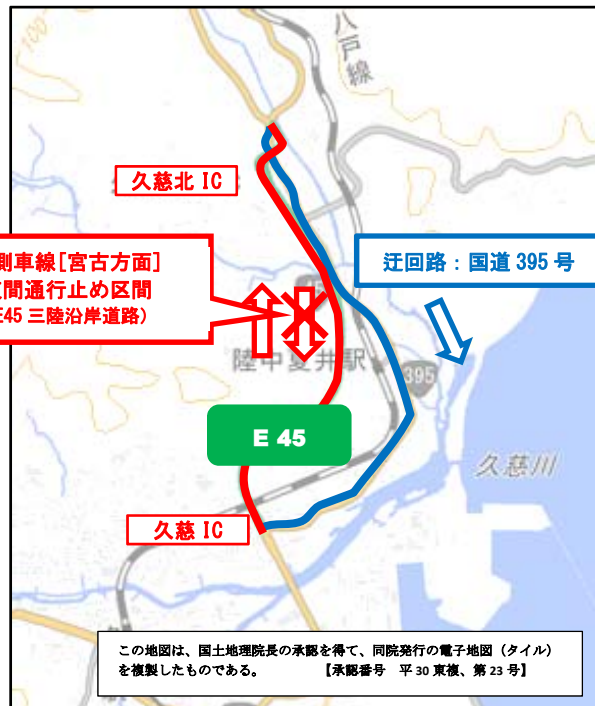 100
八戸線
久慈北 IC
側車線[宮古方面]
間通行止め区間
E45 三陸沿岸道路)
迂回路:国道 395 号
陸中夏井駅
395
E 45
久慈川
久慈 IC
この地図は、国土地理院長の承認を得て、同院発行の電子地図(タイル)
を複製したものである。 【承認番号 平 30 東複、第 23 号】